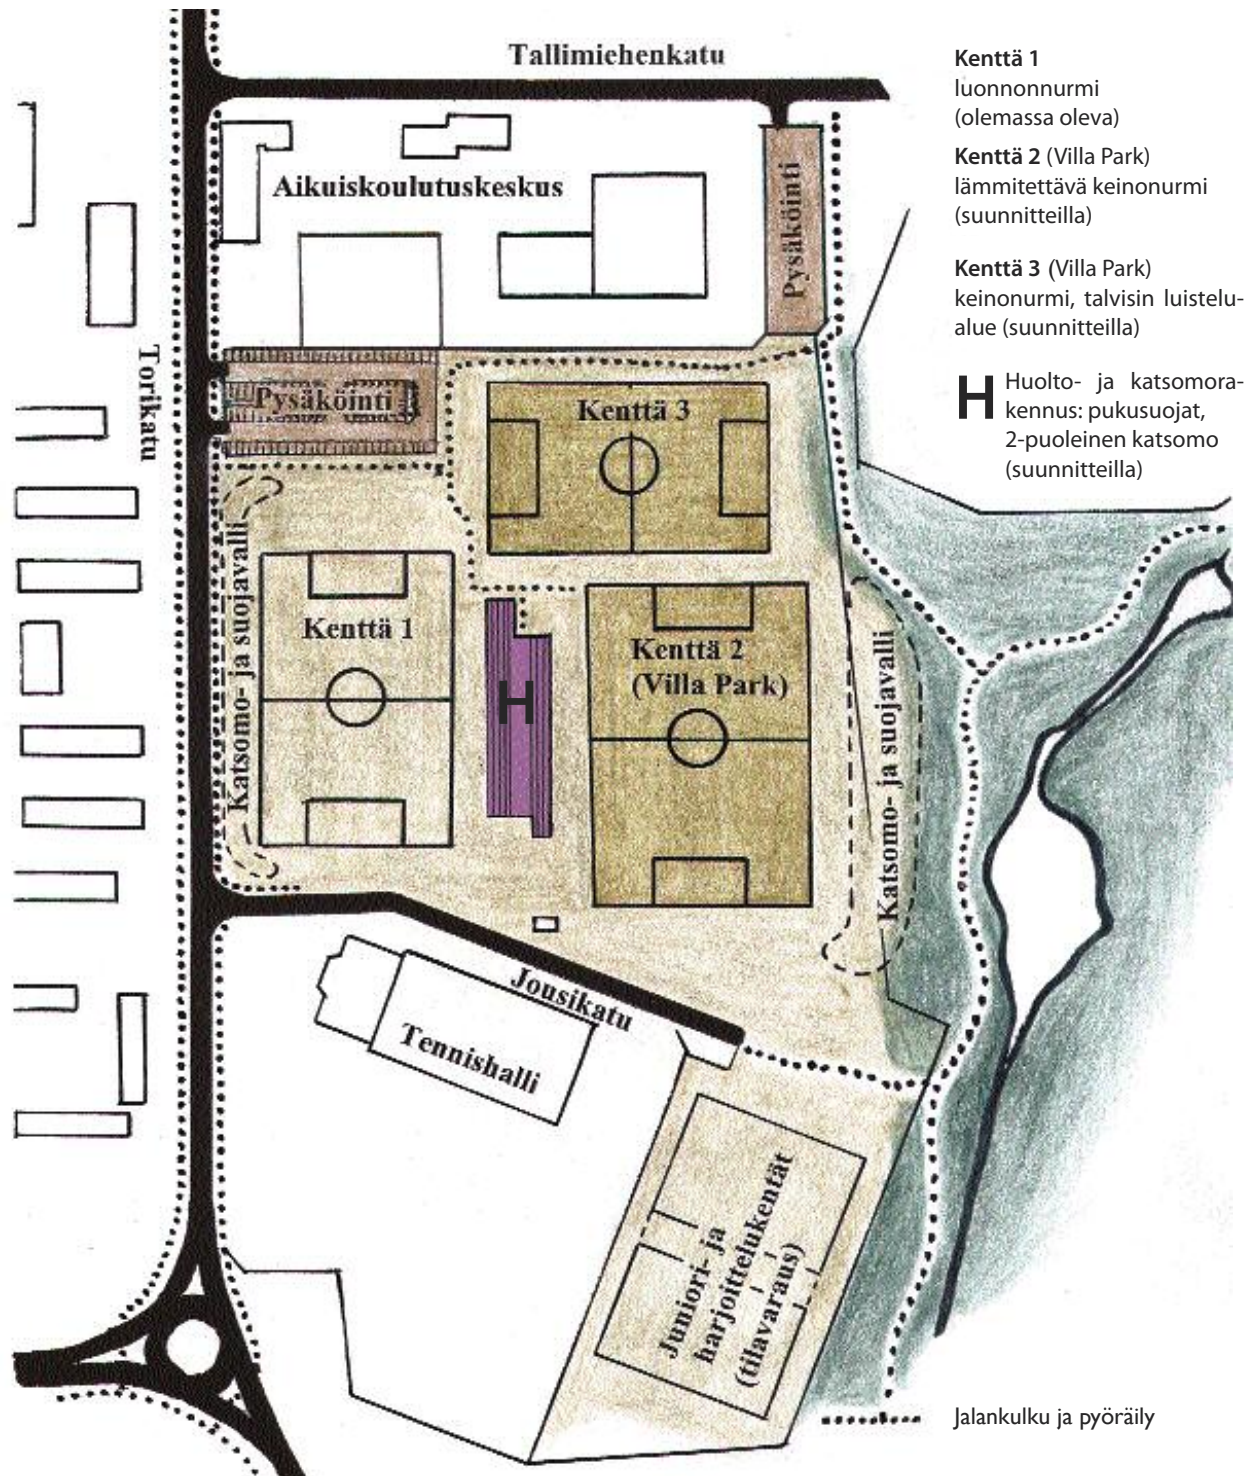 Tallimiehenkatu
Kenttä 1
luonnonnurmi
(olemassa oleva)
Kenttä 2 (Villa Park)
lämmitettävä keinonurmi
(suunnitteilla)
Kenttä 3 (Villa Park)
keinonurmi, talvisin luistelu-
alue (suunnitteilla)
H Huolto- ja katsomora-
kennus: pukusuojat,
2-puoleinen katsomo
(suunnitteilla)
Aikuiskoulutuskeskus
Pysäköinti
Torikatu
Pysäköinti
Kenttä 3
Katsomo- ja suojavalli
Kenttä 1
H
Kenttä 2
(Villa Park)
Katsomo- ja suojavalli
Jousikatu
Tennishalli
Juniori- ja
harjoittelukentät
(tilavaraus)
Jalankulku ja pyöräily